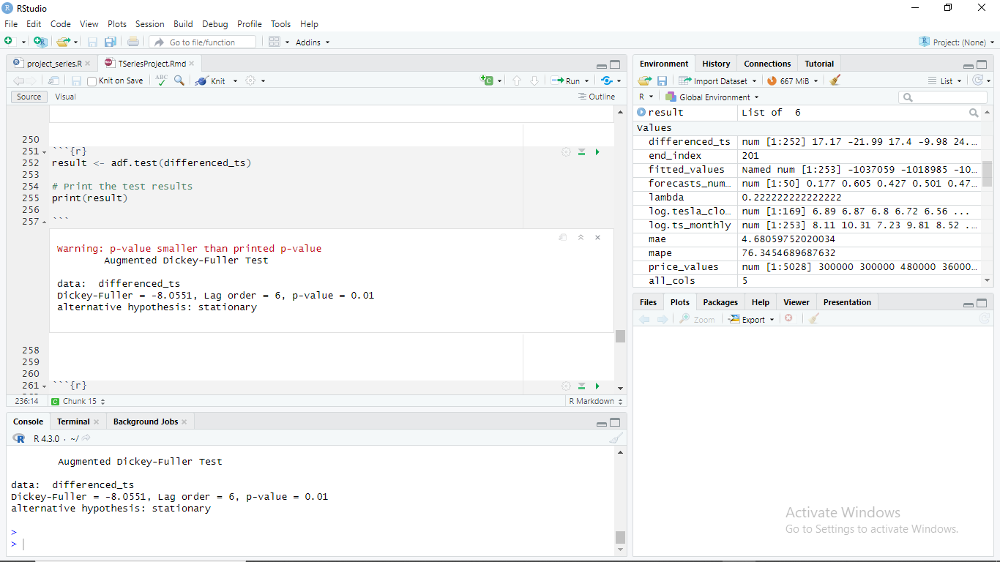 RStudio
File Edit Code View Plots Session Build Debug Profile Tools Help
Go to file/function Addins Project: (None)
project_series.R TSeriesProject.Rmd
Knit on Save ABC Knit Run
Source Visual Outline
250
251 ```{r}
252 result <- adf.test(differenced_ts)
253
254 # Print the test results
255 print(result)
256
257 ```
Warning: p-value smaller than printed p-value
Augmented Dickey-Fuller Test
data: differenced_ts
Dickey-Fuller = -8.0551, Lag order = 6, p-value = 0.01
alternative hypothesis: stationary
258
259
260
261 ```{r}
236:14 Chunk 15 R Markdown
Console Terminal Background Jobs
R 4.3.0 · ~/
Augmented Dickey-Fuller Test
data: differenced_ts
Dickey-Fuller = -8.0551, Lag order = 6, p-value = 0.01
alternative hypothesis: stationary
>
>
Environment History Connections Tutorial
Import Dataset 667 MiB List
R Global Environment
result List of 6
Values
differenced_ts num [1:252] 17.17 -21.99 17.4 -9.98 24...
end_index 201
fitted_values Named num [1:253] -1037059 -1018985 -10...
forecasts_num... num [1:50] 0.177 0.605 0.427 0.501 0.47...
lambda 0.222222222222222
log.tesla_clo... num [1:169] 6.89 6.87 6.8 6.72 6.56 ...
log.ts_monthly num [1:253] 8.11 10.31 7.23 9.81 8.52 ...
mae 4.68059752020034
mape 76.3454689687632
price_values num [1:5028] 300000 300000 480000 36000...
all_cols 5
Files Plots Packages Help Viewer Presentation
Zoom Export
Activate Windows
Go to Settings to activate Windows.